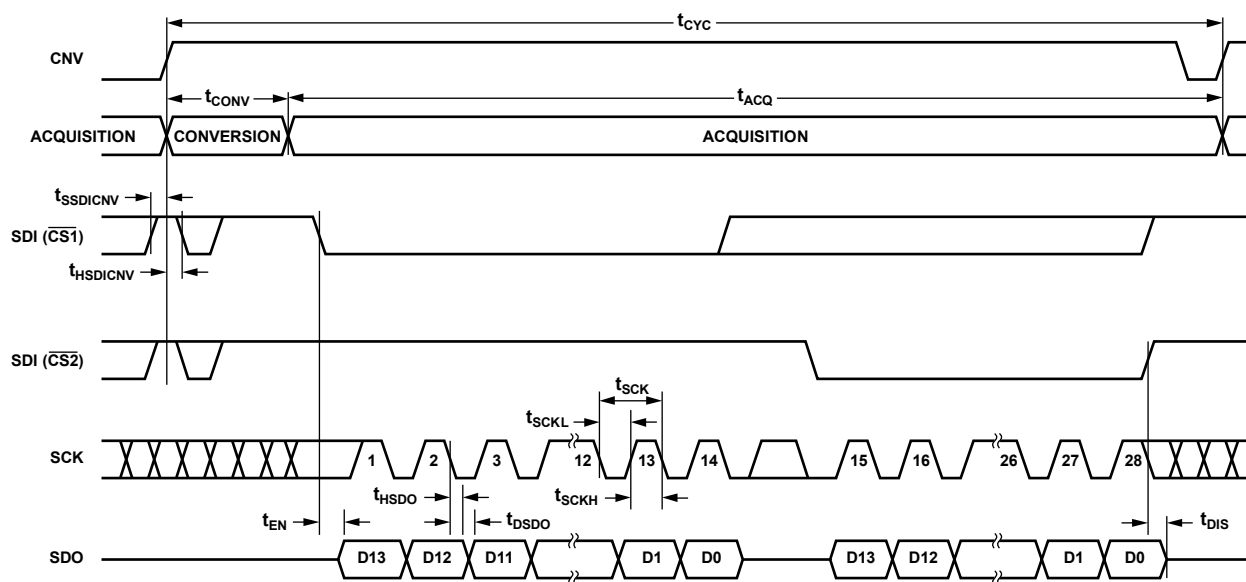 tCYC
CNV
tCONV
tACQ
ACQUISITION
CONVERSION
ACQUISITION
tSSDICNV
SDI (CS1)
tHSDICNV
SDI (CS2)
tSCK
tSCKL
SCK
1 2 3 12 13 14 15 16 26 27 28
tHSDO
tSCKH
tEN
tDSDO
tDIS
SDO
D13 D12 D11 D1 D0 D13 D12 D1 D0